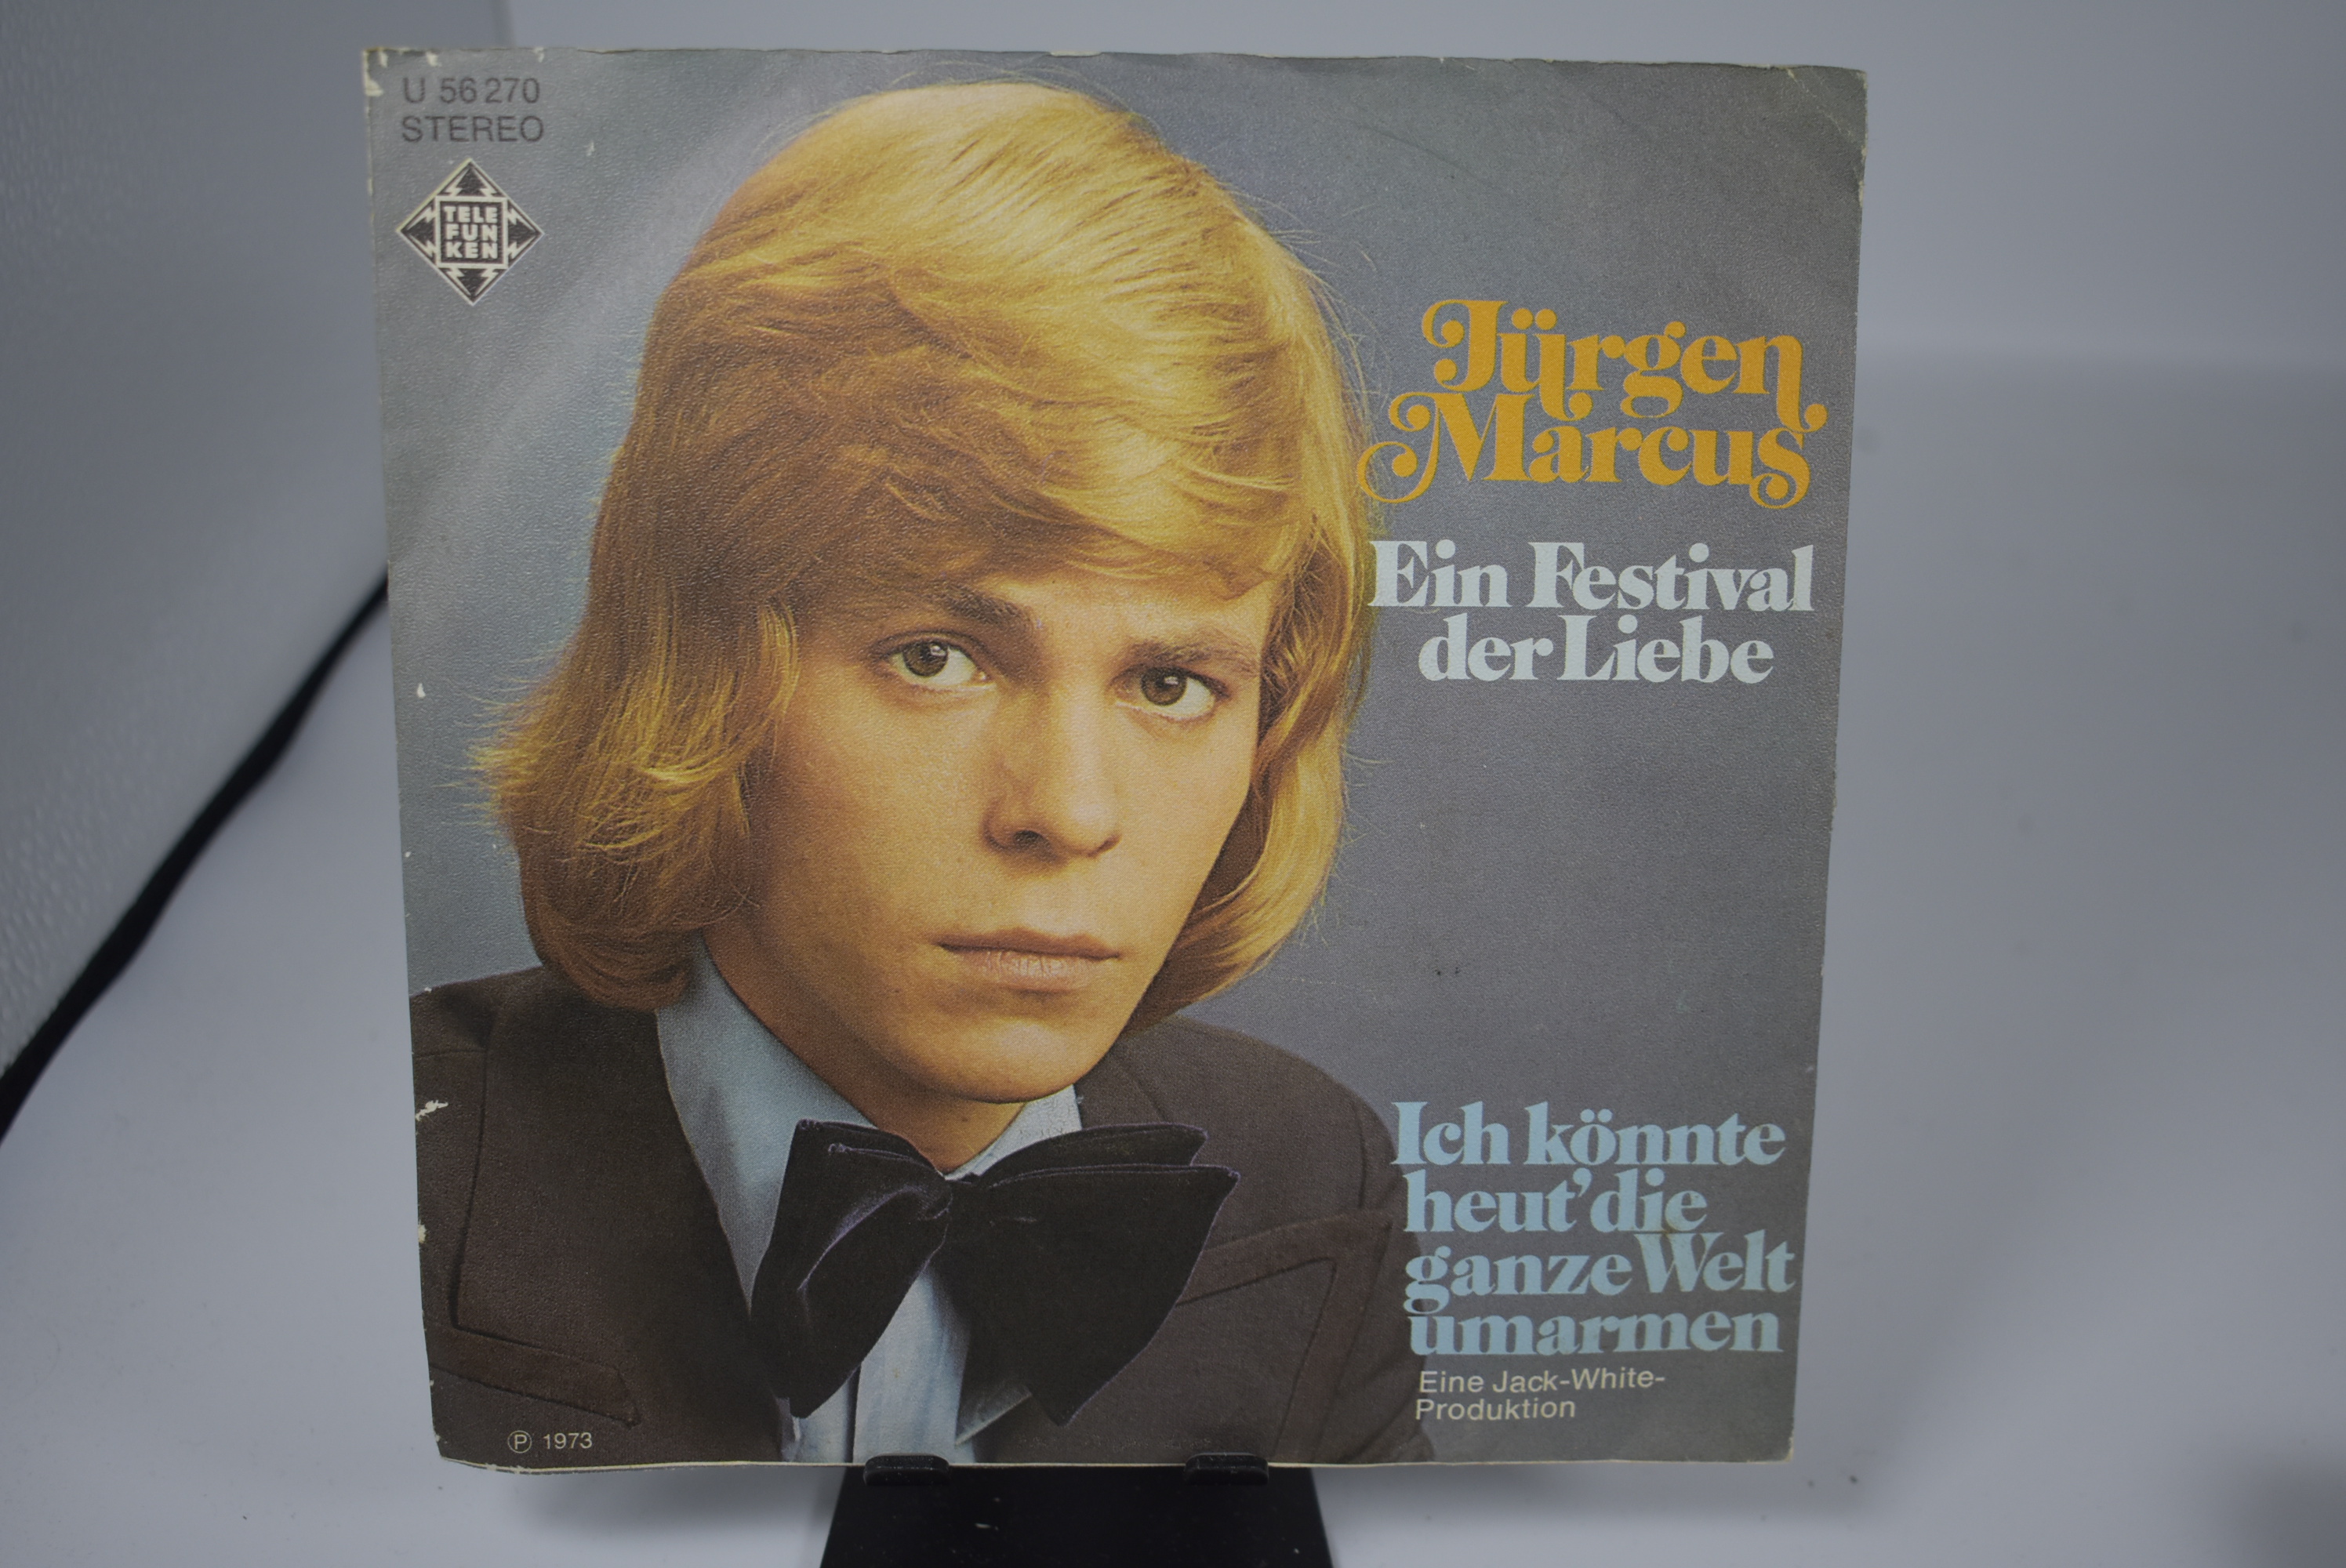 U 56 270
STEREO
TELE
FUN
KEN
Jürgen
Marcus
Ein Festival
der Liebe
Ich könnte
heut' die
ganze Welt
umarmen
Eine Jack-White-
Produktion
℗ 1973